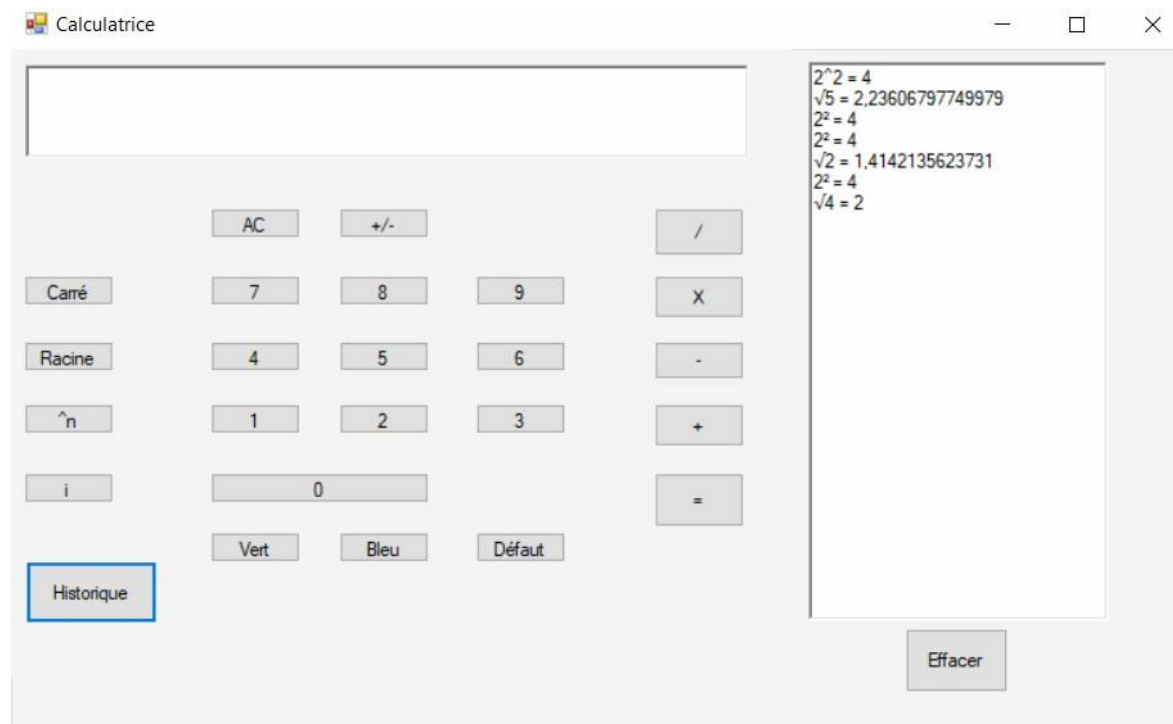 Calculatrice
2^2 = 4
√5 = 2,23606797749979
2² = 4
2² = 4
√2 = 1,4142135623731
2² = 4
√4 = 2
AC +/- /
Carré 7 8 9 X
Racine 4 5 6 -
^n 1 2 3 +
i 0 =
Vert Bleu Défaut
Historique
Effacer